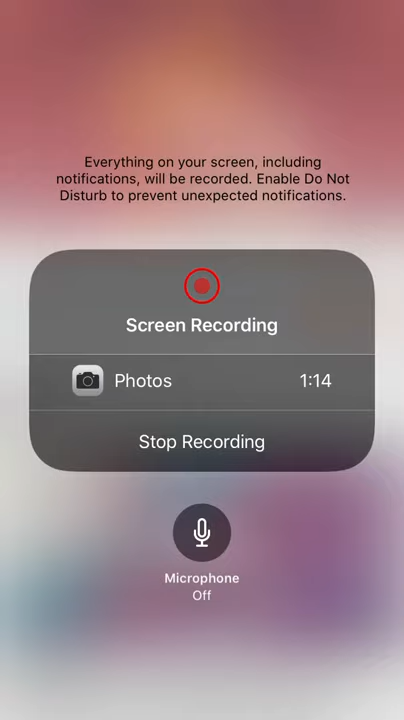 Everything on your screen, including
notifications, will be recorded. Enable Do Not
Disturb to prevent unexpected notifications.
Screen Recording
Photos 1:14
Stop Recording
Microphone
Off